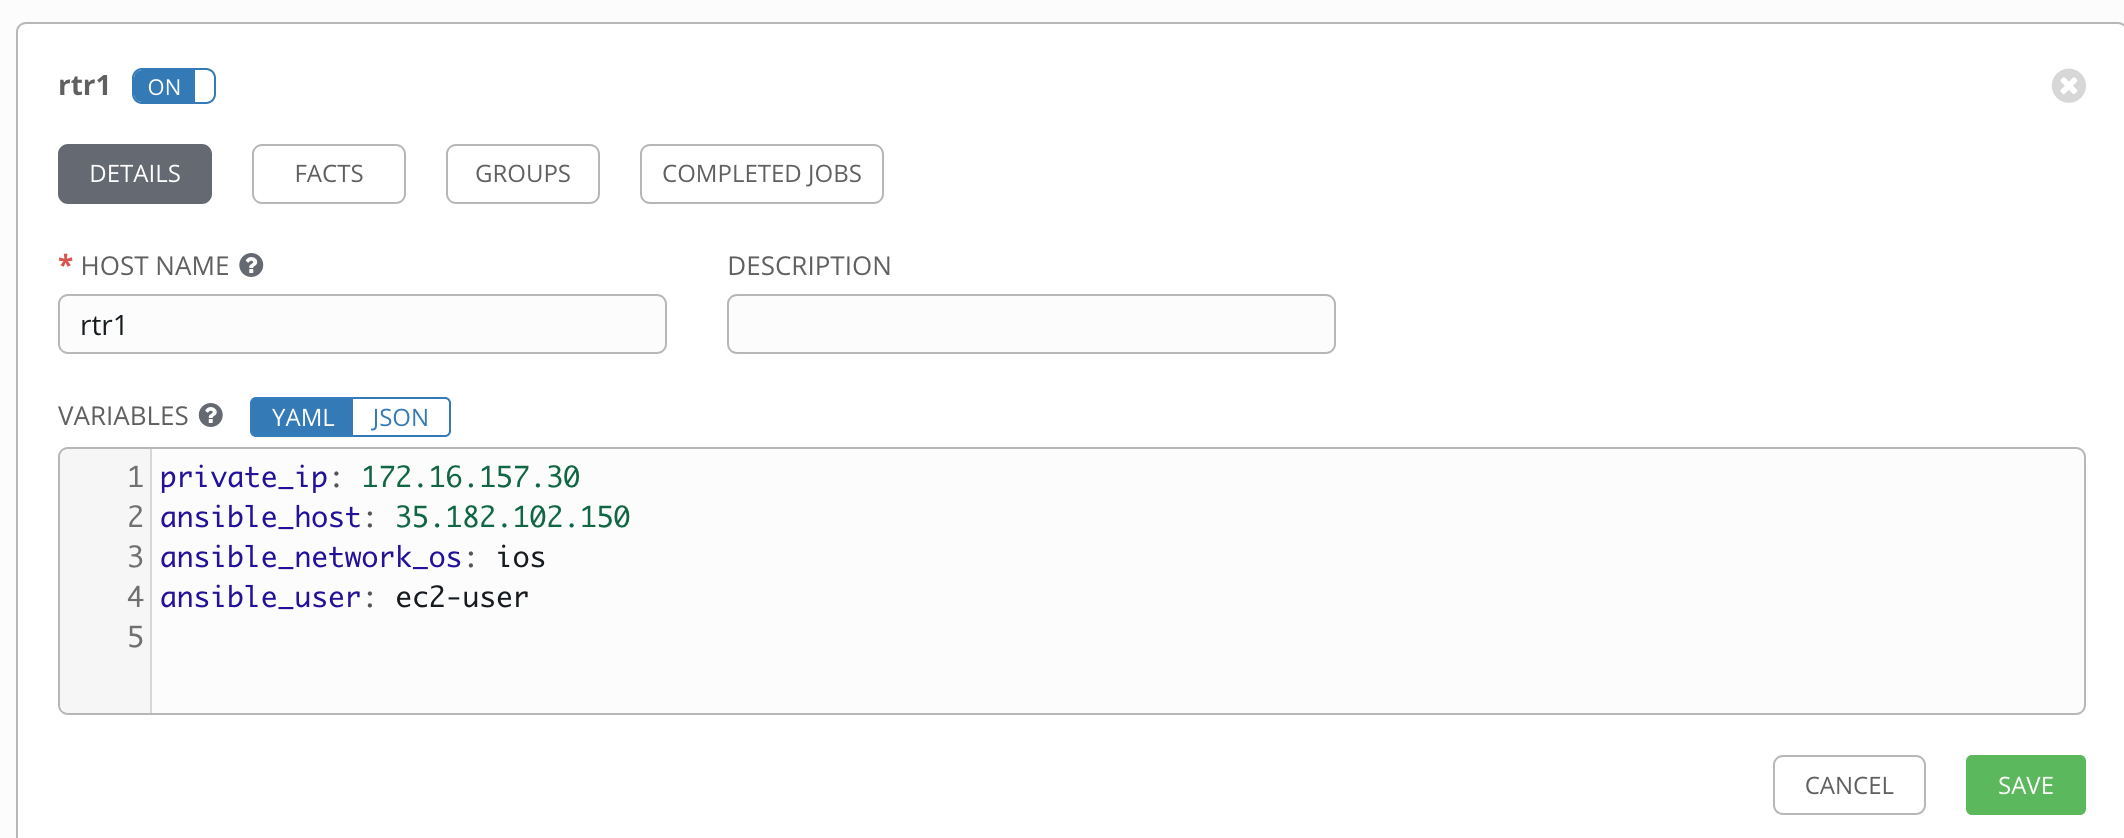 rtr1 ON
DETAILS FACTS GROUPS COMPLETED JOBS
* HOST NAME ? DESCRIPTION
rtr1
VARIABLES ? YAML JSON
1 private_ip: 172.16.157.30
2 ansible_host: 35.182.102.150
3 ansible_network_os: ios
4 ansible_user: ec2-user
5
CANCEL SAVE